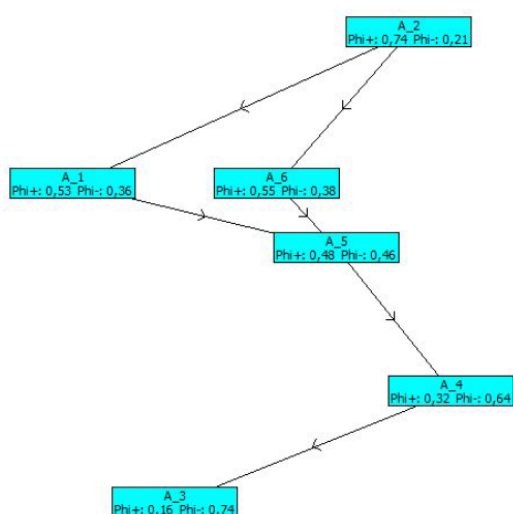 A_2
Phi+: 0,74 Phi-: 0,21
A_1
Phi+: 0,53 Phi-: 0,36
A_6
Phi+: 0,55 Phi-: 0,38
A_5
Phi+: 0,48 Phi-: 0,46
A_4
Phi+: 0,32 Phi-: 0,64
A_3
Phi+: 0,16 Phi-: 0,74